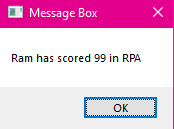 Message Box
Ram has scored 99 in RPA
OK